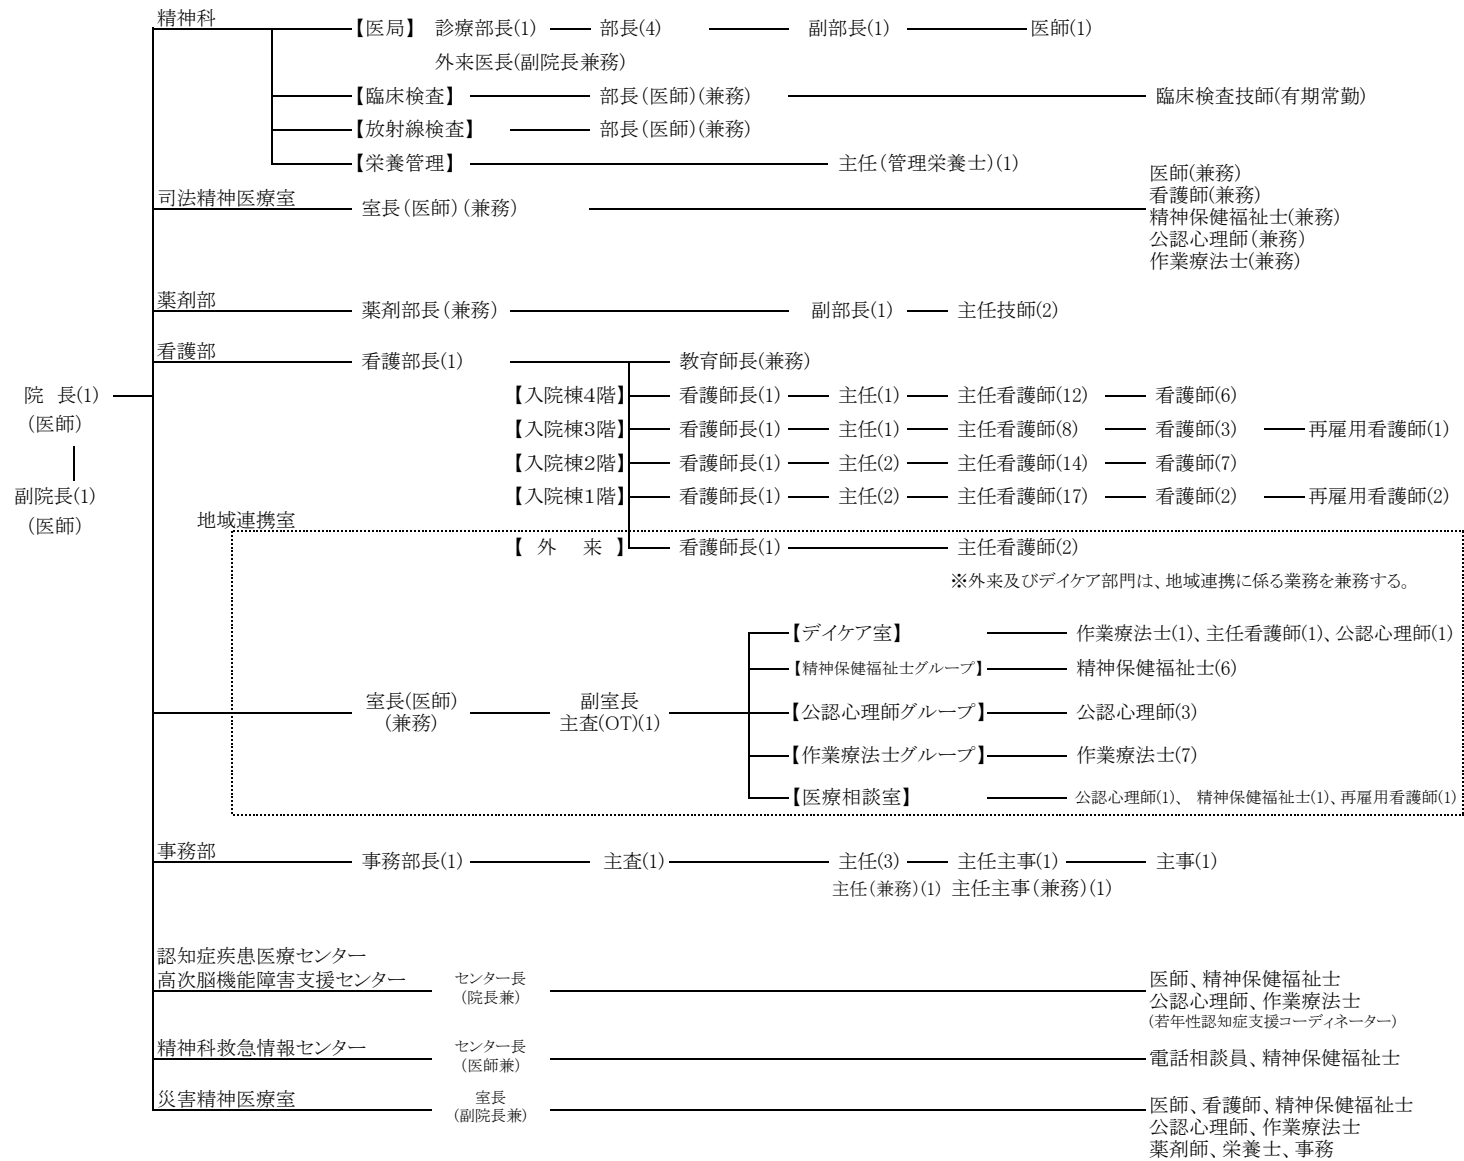 精神科
【医局】 診療部長(1) 部長(4) 副部長(1) 医師(1)
外来医長(副院長兼務)
【臨床検査】 部長(医師)(兼務) 臨床検査技師(有期常勤)
【放射線検査】 部長(医師)(兼務)
【栄養管理】 主任(管理栄養士)(1)
司法精神医療室
室長(医師)(兼務)
医師(兼務)
看護師(兼務)
精神保健福祉士(兼務)
公認心理師(兼務)
作業療法士(兼務)
薬剤部
薬剤部長(兼務) 副部長(1) 主任技師(2)
看護部
看護部長(1) 教育師長(兼務)
院 長(1)
(医師)
副院長(1)
(医師)
【入院棟4階】 看護師長(1) 主任(1) 主任看護師(12) 看護師(6)
【入院棟3階】 看護師長(1) 主任(1) 主任看護師(8) 看護師(3) 再雇用看護師(1)
【入院棟2階】 看護師長(1) 主任(2) 主任看護師(14) 看護師(7)
【入院棟1階】 看護師長(1) 主任(2) 主任看護師(17) 看護師(2) 再雇用看護師(2)
地域連携室
【 外 来 】 看護師長(1) 主任看護師(2)
※外来及びデイケア部門は、地域連携に係る業務を兼務する。
室長(医師)
(兼務)
副室長
主査(OT)(1)
【デイケア室】 作業療法士(1)、主任看護師(1)、公認心理師(1)
【精神保健福祉士グループ】 精神保健福祉士(6)
【公認心理師グループ】 公認心理師(3)
【作業療法士グループ】 作業療法士(7)
【医療相談室】 公認心理師(1)、 精神保健福祉士(1)、再雇用看護師(1)
事務部
事務部長(1) 主査(1) 主任(3) 主任主事(1) 主事(1)
主任(兼務)(1) 主任主事(兼務)(1)
認知症疾患医療センター
高次脳機能障害支援センター
センター長
(院長兼)
医師、精神保健福祉士
公認心理師、作業療法士
(若年性認知症支援コーディネーター)
精神科救急情報センター
センター長
(医師兼)
電話相談員、精神保健福祉士
災害精神医療室
室長
(副院長兼)
医師、看護師、精神保健福祉士
公認心理師、作業療法士
薬剤師、栄養士、事務